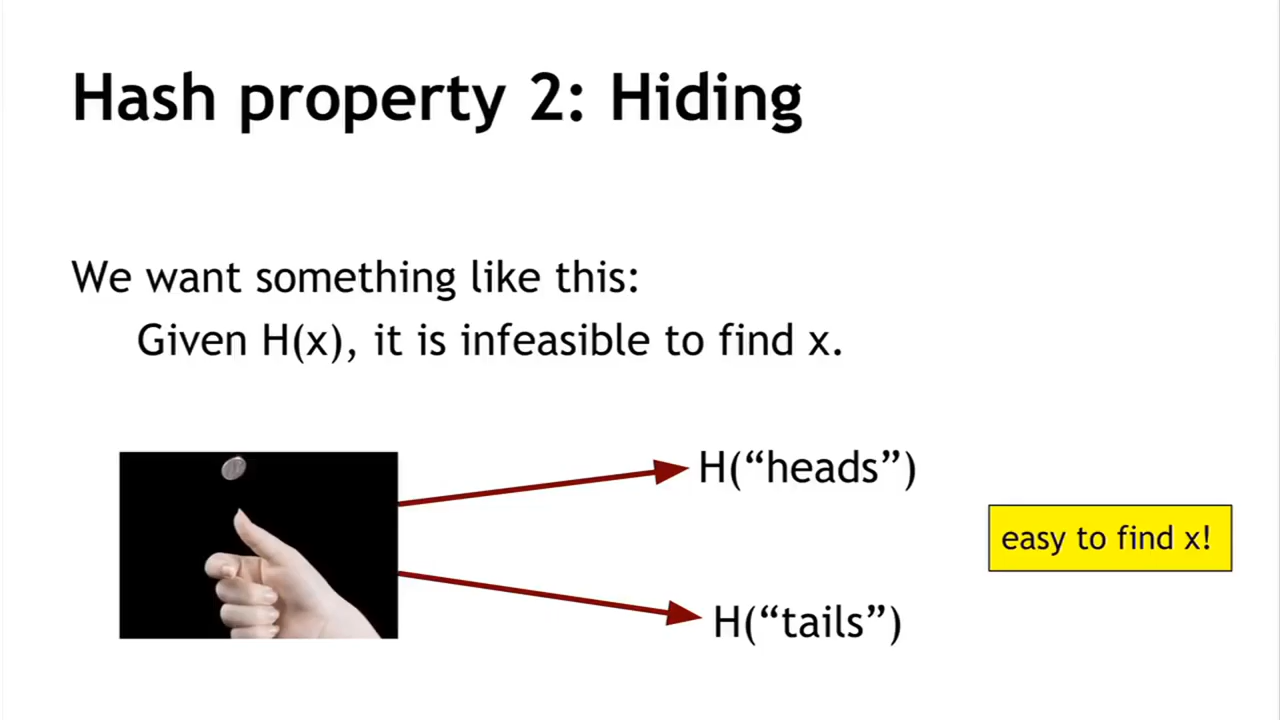 Hash property 2: Hiding
We want something like this:
Given H(x), it is infeasible to find x.
H(“heads”)
easy to find x!
H(“tails”)